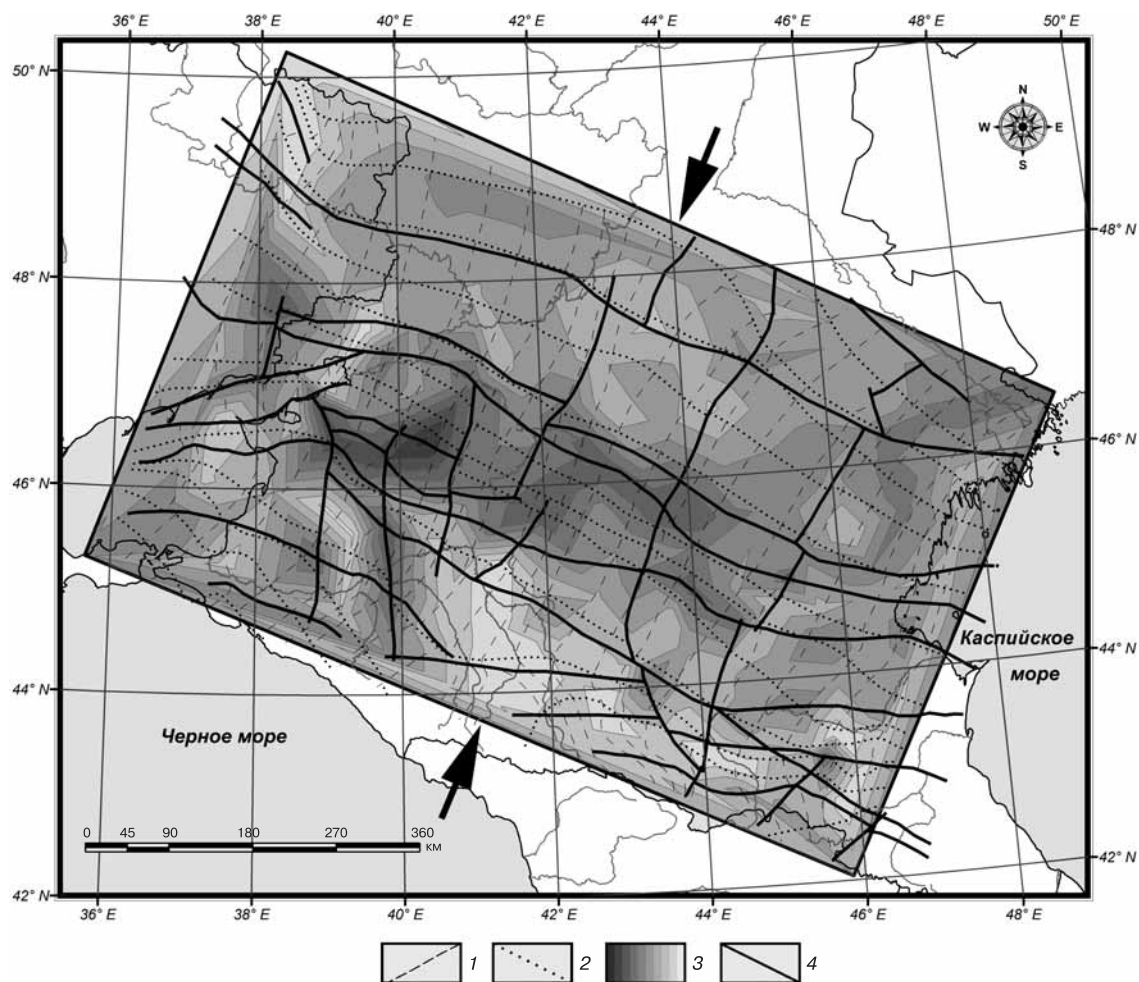 36° E 38° E 40° E 42° E 44° E 46° E 48° E 50° E
50° N
N
W E
S
48° N 48° N
46° N 46° N
44° N 44° N
Каспийское
море
Черное море
0 45 90 180 270 360
км
42° N 42° N
36° E 38° E 40° E 42° E 44° E 46° E 48° E
1 2 3 4